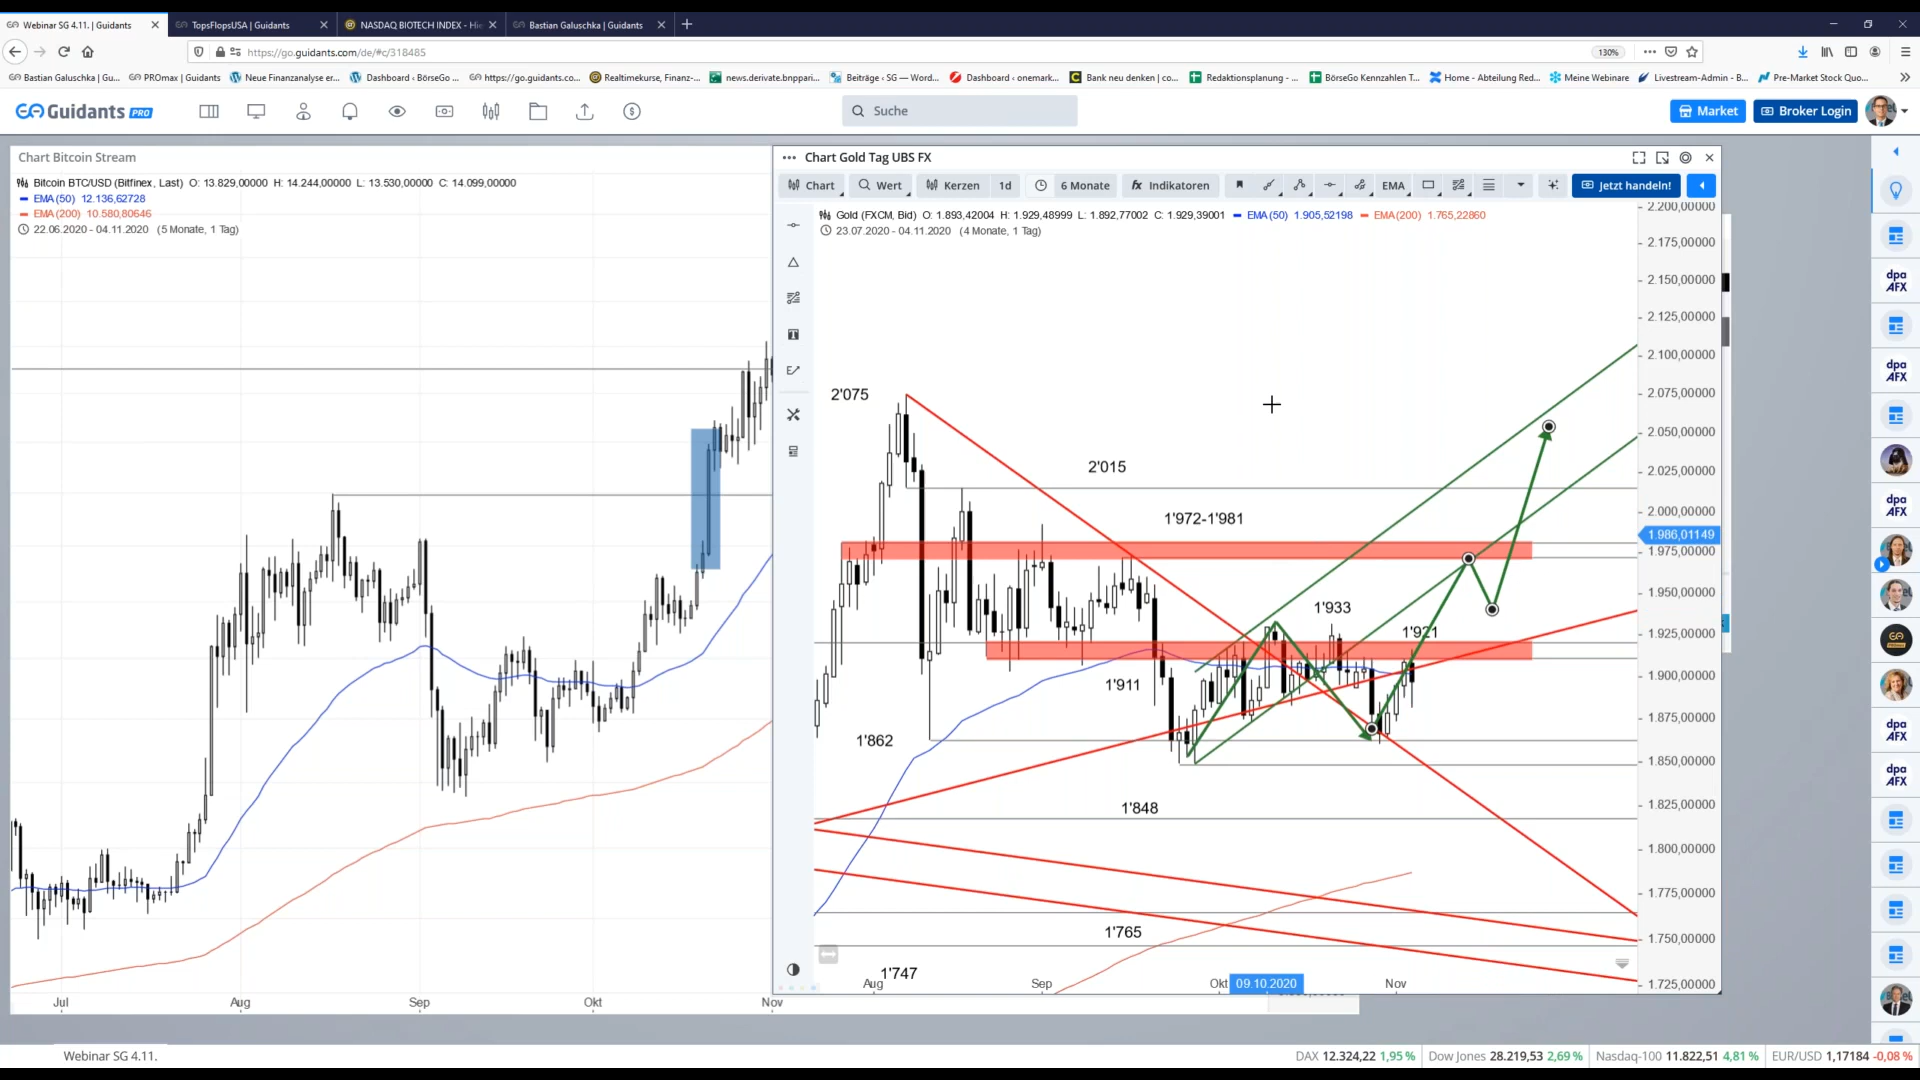 Webinar SG 4.11. | Guidants
TopsFlopsUSA | Guidants
NASDAQ BIOTECH INDEX - Hie
Bastian Galuschka | Guidants
https://go.guidants.com/de/#c/318485
130%
Bastian Galuschka | Gu...
PROmax | Guidants
Neue Finanzanalyse er...
Dashboard ‹ BörseGo ...
https://go.guidants.co...
Realtimekurse, Finanz-...
news.derivate.bnppari...
Beiträge ‹ SG — Word...
Dashboard ‹ onemark...
Bank neu denken | co...
Redaktionsplanung - ...
BörseGo Kennzahlen T...
Home - Abteilung Red...
Meine Webinare
Livestream-Admin - B...
Pre-Market Stock Quo...
Guidants PRO
Suche
Market
Broker Login
Chart Bitcoin Stream
Bitcoin BTC/USD (Bitfinex, Last) O: 13.829,00000 H: 14.244,00000 L: 13.530,00000 C: 14.099,00000
EMA(50) 12.136,62728
EMA(200) 10.580,80646
22.06.2020 - 04.11.2020 (5 Monate, 1 Tag)
Jul
Aug
Sep
Okt
Nov
Chart Gold Tag UBS FX
Chart
Wert
Kerzen
1d
6 Monate
fx Indikatoren
EMA
Jetzt handeln!
Gold (FXCM, Bid) O: 1.893,42004 H: 1.929,48999 L: 1.892,77002 C: 1.929,39001 EMA(50) 1.905,52198 EMA(200) 1.765,22860
23.07.2020 - 04.11.2020 (4 Monate, 1 Tag)
2'075
2'015
1'972-1'981
1'933
1'921
1'911
1'862
1'848
1'765
1'747
2.200,00000
2.175,00000
2.150,00000
2.125,00000
2.100,00000
2.075,00000
2.050,00000
2.025,00000
2.000,00000
1.986,01149
1.975,00000
1.950,00000
1.925,00000
1.900,00000
1.875,00000
1.850,00000
1.825,00000
1.800,00000
1.775,00000
1.750,00000
1.725,00000
Aug
Sep
Okt
09.10.2020
Nov
dpa
AFX
dpa
AFX
dpa
AFX
dpa
AFX
dpa
AFX
Webinar SG 4.11.
DAX 12.324,22 1,95 %
Dow Jones 28.219,53 2,69 %
Nasdaq-100 11.822,51 4,81 %
EUR/USD 1,17184 -0,08 %